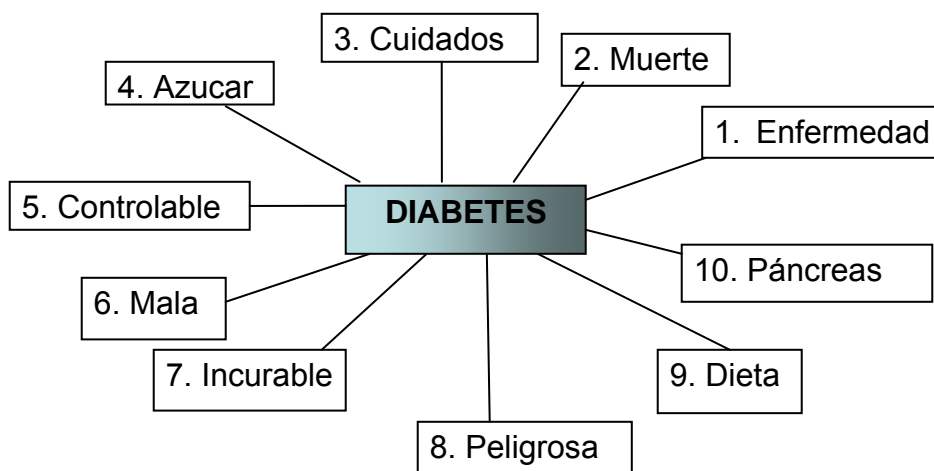 3. Cuidados
2. Muerte
4. Azucar
1. Enfermedad
5. Controlable
DIABETES
10. Páncreas
6. Mala
7. Incurable
9. Dieta
8. Peligrosa